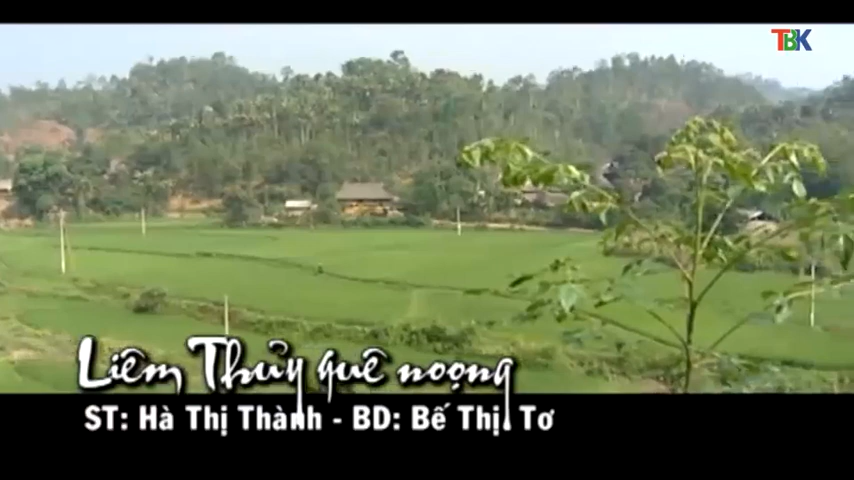 TBK
Liêm Thủy quê noọng
ST: Hà Thị Thành - BD: Bế Thị Tơ